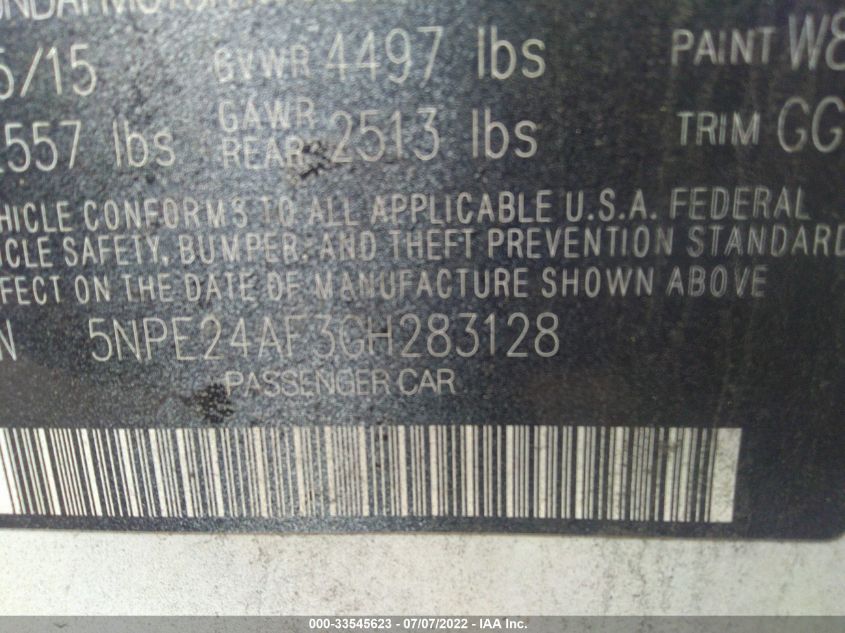 5/15 GVWR 4497 lbs PAINT W8
557 lbs GAWR REAR 2513 lbs TRIM GG
HICLE CONFORMS TO ALL APPLICABLE U.S.A. FEDERAL
ICLE SAFETY, BUMPER, AND THEFT PREVENTION STANDARD
FECT ON THE DATE OF MANUFACTURE SHOWN ABOVE
N 5NPE24AF3GH283128
PASSENGER CAR
000-33545623 - 07/07/2022 - IAA Inc.